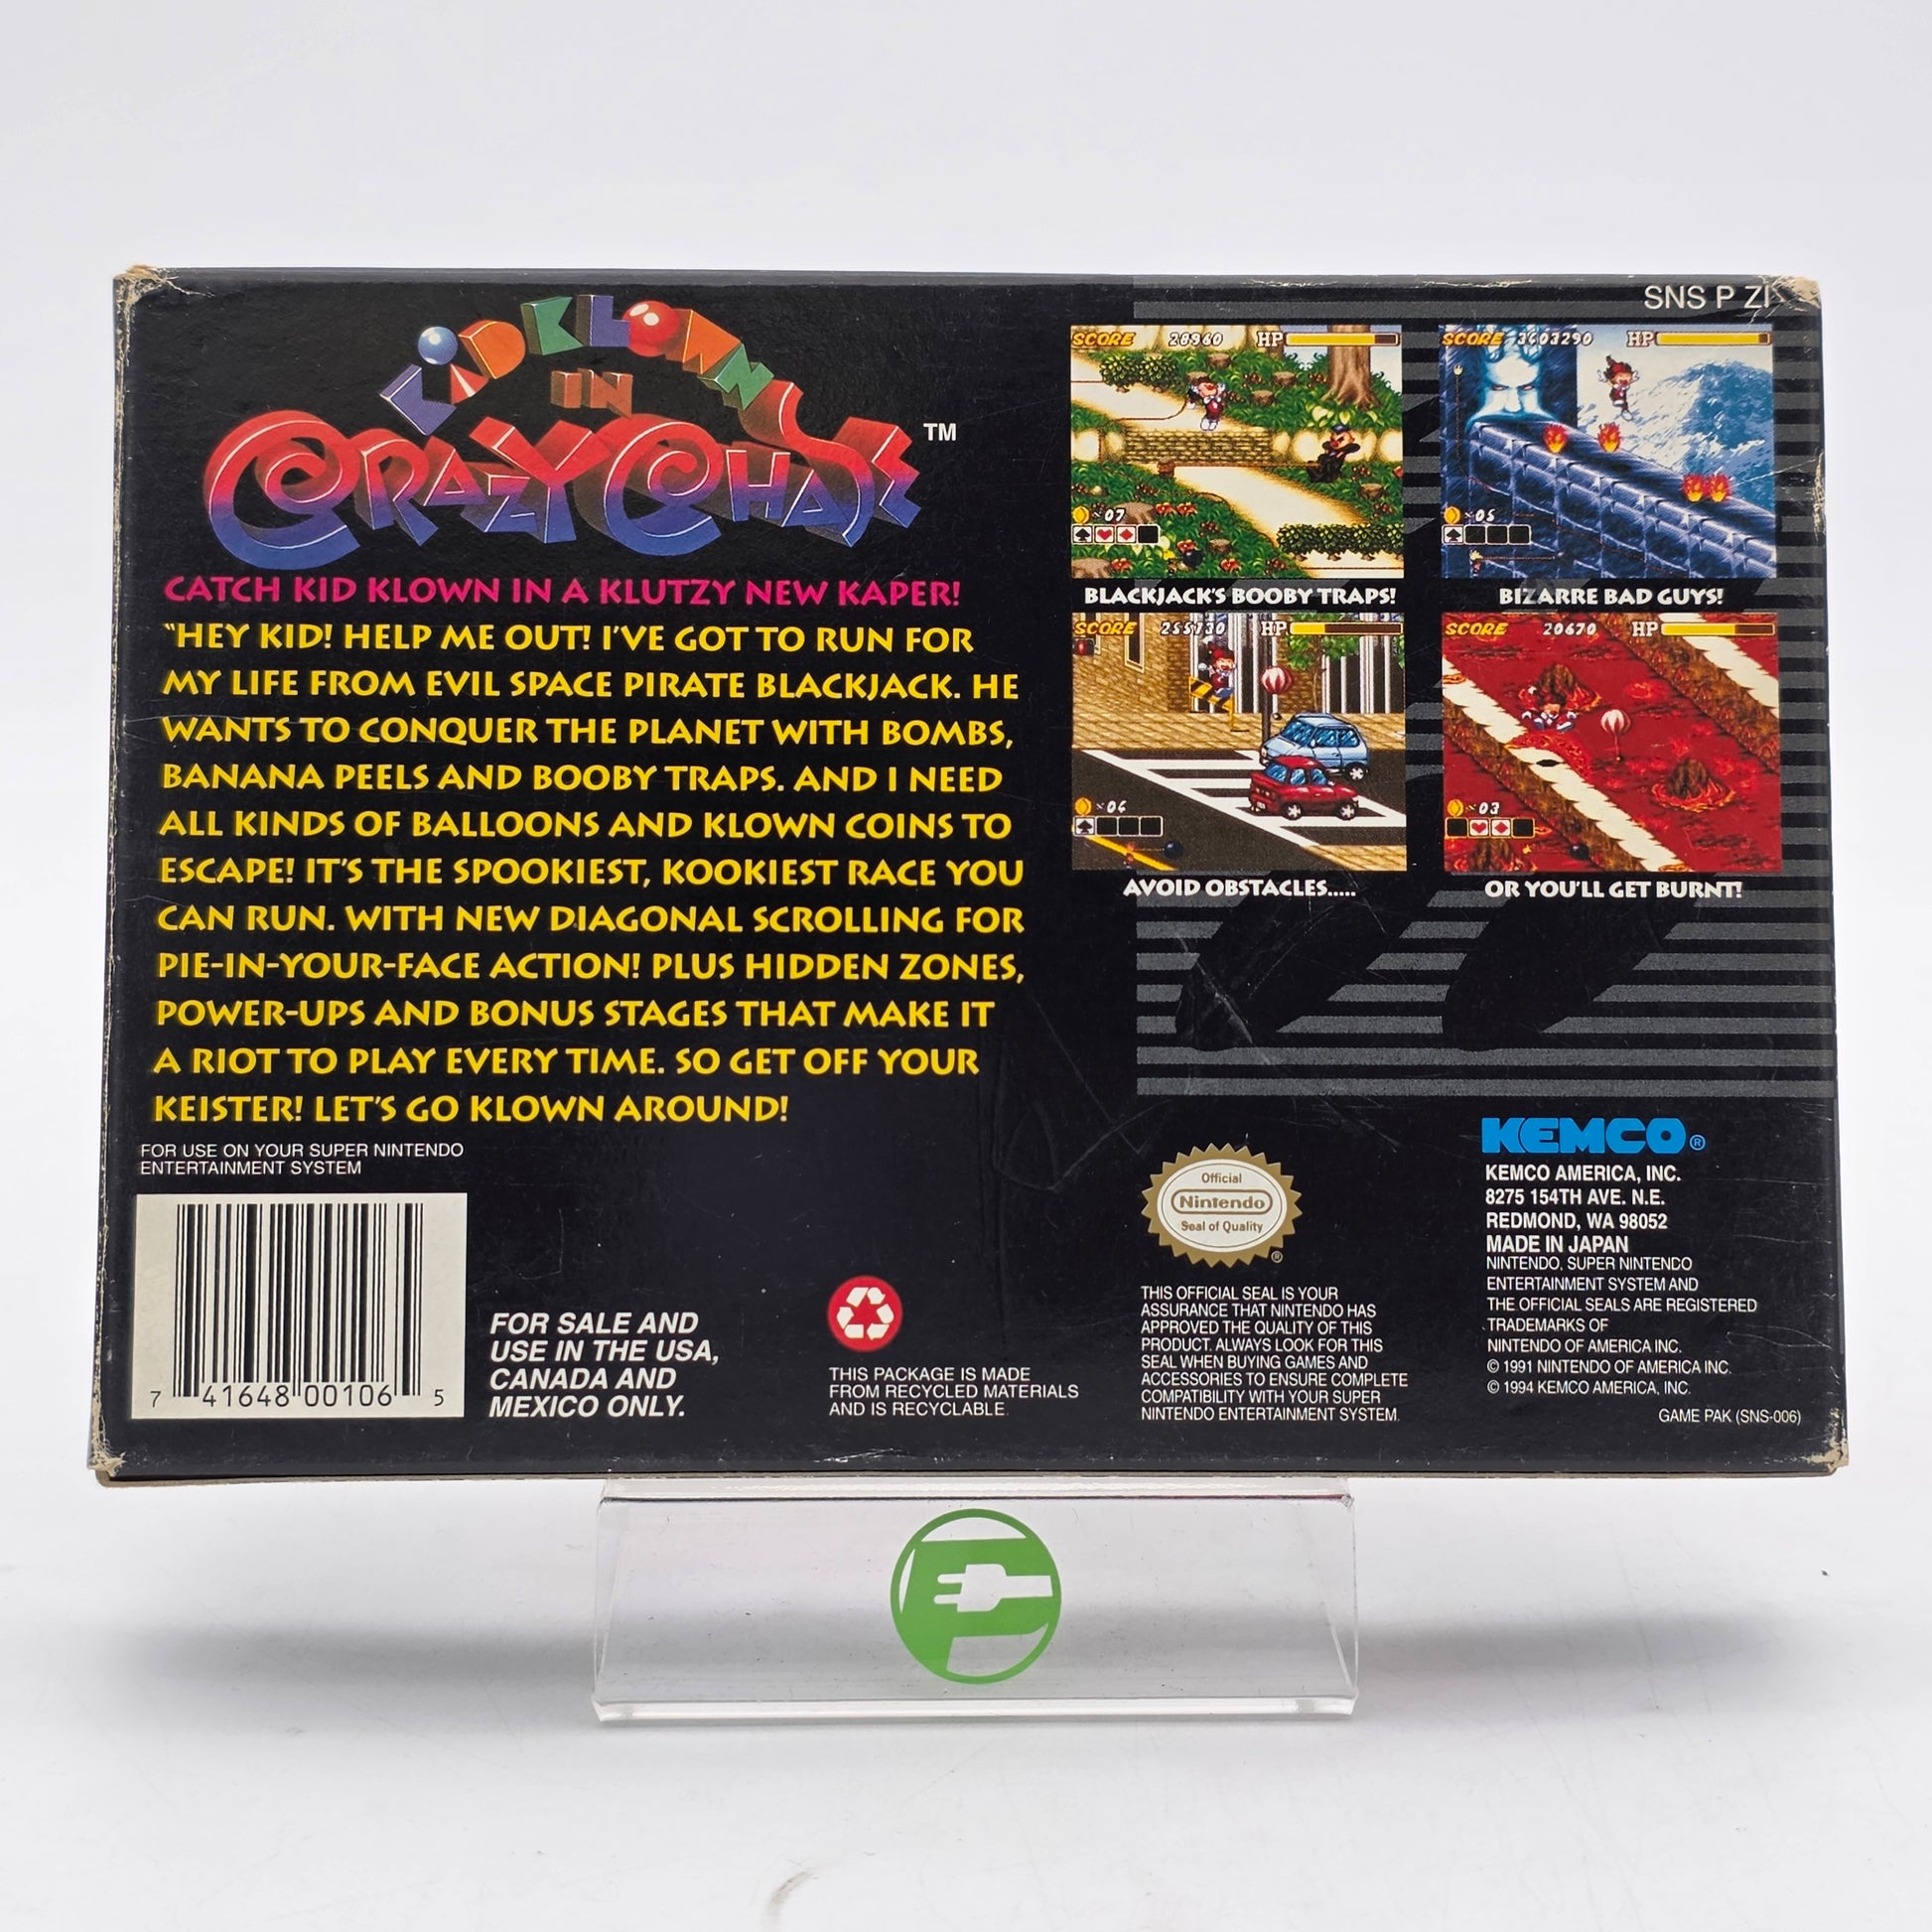 KID KLOWN
IN
CRAZY CHASE
TM
CATCH KID KLOWN IN A KLUTZY NEW KAPER!
"HEY KID! HELP ME OUT! I'VE GOT TO RUN FOR
MY LIFE FROM EVIL SPACE PIRATE BLACKJACK. HE
WANTS TO CONQUER THE PLANET WITH BOMBS,
BANANA PEELS AND BOOBY TRAPS. AND I NEED
ALL KINDS OF BALLOONS AND KLOWN COINS TO
ESCAPE! IT'S THE SPOOKIEST, KOOKIEST RACE YOU
CAN RUN. WITH NEW DIAGONAL SCROLLING FOR
PIE-IN-YOUR-FACE ACTION! PLUS HIDDEN ZONES,
POWER-UPS AND BONUS STAGES THAT MAKE IT
A RIOT TO PLAY EVERY TIME. SO GET OFF YOUR
KEISTER! LET'S GO KLOWN AROUND!
FOR USE ON YOUR SUPER NINTENDO
ENTERTAINMENT SYSTEM
7 41648 00106 5
FOR SALE AND
USE IN THE USA,
CANADA AND
MEXICO ONLY.
THIS PACKAGE IS MADE
FROM RECYCLED MATERIALS
AND IS RECYCLABLE.
SNS P ZI
SCORE 28960 HP
×07
BLACKJACK'S BOOBY TRAPS!
SCORE 3603290 HP
×05
BIZARRE BAD GUYS!
SCORE 255730 HP
×04
AVOID OBSTACLES.....
SCORE 20670 HP
×03
OR YOU'LL GET BURNT!
Official
Nintendo
Seal of Quality
®
THIS OFFICIAL SEAL IS YOUR
ASSURANCE THAT NINTENDO HAS
APPROVED THE QUALITY OF THIS
PRODUCT. ALWAYS LOOK FOR THIS
SEAL WHEN BUYING GAMES AND
ACCESSORIES TO ENSURE COMPLETE
COMPATIBILITY WITH YOUR SUPER
NINTENDO ENTERTAINMENT SYSTEM.
KEMCO®
KEMCO AMERICA, INC.
8275 154TH AVE. N.E.
REDMOND, WA 98052
MADE IN JAPAN
NINTENDO, SUPER NINTENDO
ENTERTAINMENT SYSTEM AND
THE OFFICIAL SEALS ARE REGISTERED
TRADEMARKS OF
NINTENDO OF AMERICA INC.
© 1991 NINTENDO OF AMERICA INC.
© 1994 KEMCO AMERICA, INC.
GAME PAK (SNS-006)